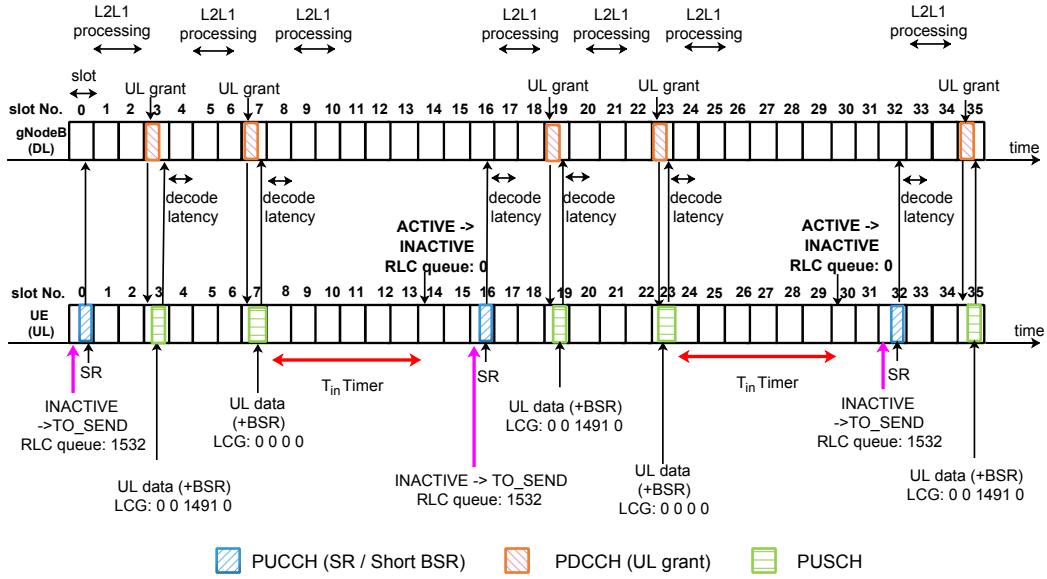 L2L1 processing
L2L1 processing
L2L1 processing
L2L1 processing
L2L1 processing
L2L1 processing
L2L1 processing
slot
UL grant
UL grant
UL grant
UL grant
UL grant
slot No. 0 1 2 3 4 5 6 7 8 9 10 11 12 13 14 15 16 17 18 19 20 21 22 23 24 25 26 27 28 29 30 31 32 33 34 35
gNodeB
(DL)
time
decode
latency
decode
latency
decode
latency
decode
latency
decode
latency
decode
latency
ACTIVE ->
INACTIVE
RLC queue: 0
ACTIVE ->
INACTIVE
RLC queue: 0
slot No. 0 1 2 3 4 5 6 7 8 9 10 11 12 13 14 15 16 17 18 19 20 21 22 23 24 25 26 27 28 29 30 31 32 33 34 35
UE
(UL)
time
SR
Tin Timer
SR
Tin Timer
SR
INACTIVE
->TO_SEND
RLC queue: 1532
UL data
(+BSR)
LCG: 0 0 0 0
UL data (+BSR)
LCG: 0 0 1491 0
INACTIVE
->TO_SEND
RLC queue: 1532
UL data (+BSR)
LCG: 0 0 1491 0
INACTIVE -> TO_SEND
RLC queue: 1532
UL data
(+BSR)
LCG: 0 0 0 0
UL data (+BSR)
LCG: 0 0 1491 0
PUCCH (SR / Short BSR)
PDCCH (UL grant)
PUSCH